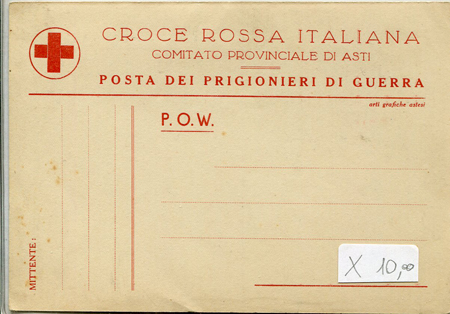 CROCE ROSSA ITALIANA
COMITATO PROVINCIALE DI ASTI
POSTA DEI PRIGIONIERI DI GUERRA
arti grafiche astesi
P. O. W.
MITTENTE:
X 10,00